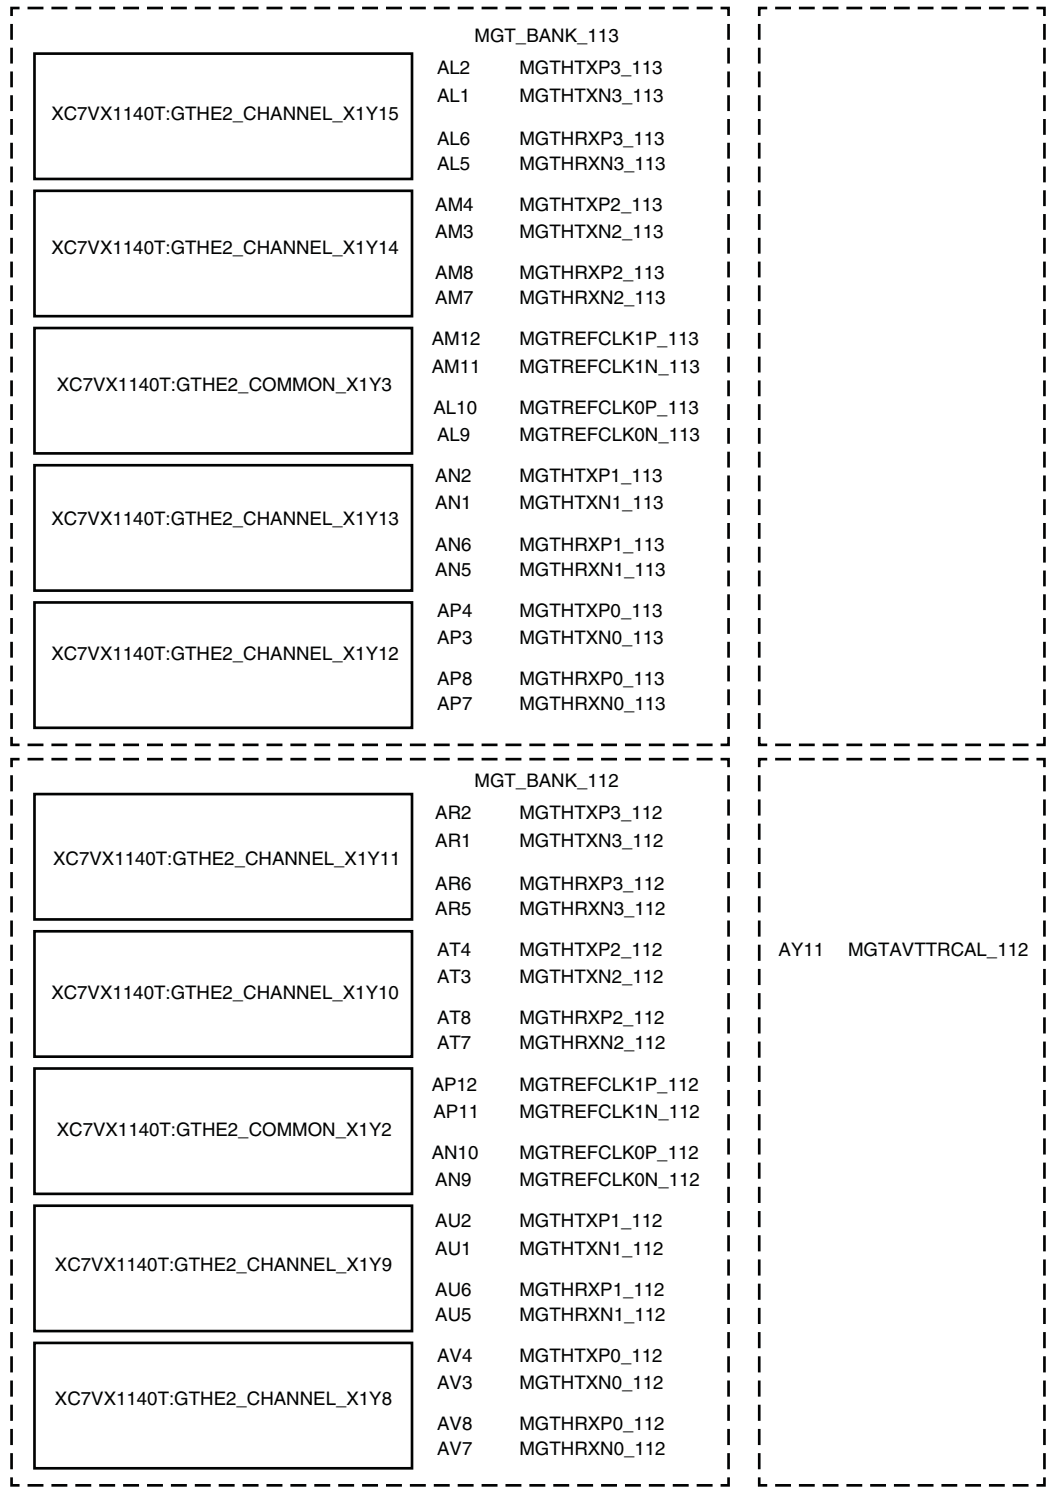 MGT_BANK_113
AL2 MGTHTXP3_113
AL1 MGTHTXN3_113
XC7VX1140T:GTHE2_CHANNEL_X1Y15
AL6 MGTHRXP3_113
AL5 MGTHRXN3_113
AM4 MGTHTXP2_113
AM3 MGTHTXN2_113
XC7VX1140T:GTHE2_CHANNEL_X1Y14
AM8 MGTHRXP2_113
AM7 MGTHRXN2_113
AM12 MGTREFCLK1P_113
AM11 MGTREFCLK1N_113
XC7VX1140T:GTHE2_COMMON_X1Y3
AL10 MGTREFCLK0P_113
AL9 MGTREFCLK0N_113
AN2 MGTHTXP1_113
AN1 MGTHTXN1_113
XC7VX1140T:GTHE2_CHANNEL_X1Y13
AN6 MGTHRXP1_113
AN5 MGTHRXN1_113
AP4 MGTHTXP0_113
AP3 MGTHTXN0_113
XC7VX1140T:GTHE2_CHANNEL_X1Y12
AP8 MGTHRXP0_113
AP7 MGTHRXN0_113
MGT_BANK_112
AR2 MGTHTXP3_112
AR1 MGTHTXN3_112
XC7VX1140T:GTHE2_CHANNEL_X1Y11
AR6 MGTHRXP3_112
AR5 MGTHRXN3_112
AT4 MGTHTXP2_112
AY11 MGTAVTTRCAL_112
AT3 MGTHTXN2_112
XC7VX1140T:GTHE2_CHANNEL_X1Y10
AT8 MGTHRXP2_112
AT7 MGTHRXN2_112
AP12 MGTREFCLK1P_112
AP11 MGTREFCLK1N_112
XC7VX1140T:GTHE2_COMMON_X1Y2
AN10 MGTREFCLK0P_112
AN9 MGTREFCLK0N_112
AU2 MGTHTXP1_112
AU1 MGTHTXN1_112
XC7VX1140T:GTHE2_CHANNEL_X1Y9
AU6 MGTHRXP1_112
AU5 MGTHRXN1_112
AV4 MGTHTXP0_112
AV3 MGTHTXN0_112
XC7VX1140T:GTHE2_CHANNEL_X1Y8
AV8 MGTHRXP0_112
AV7 MGTHRXN0_112